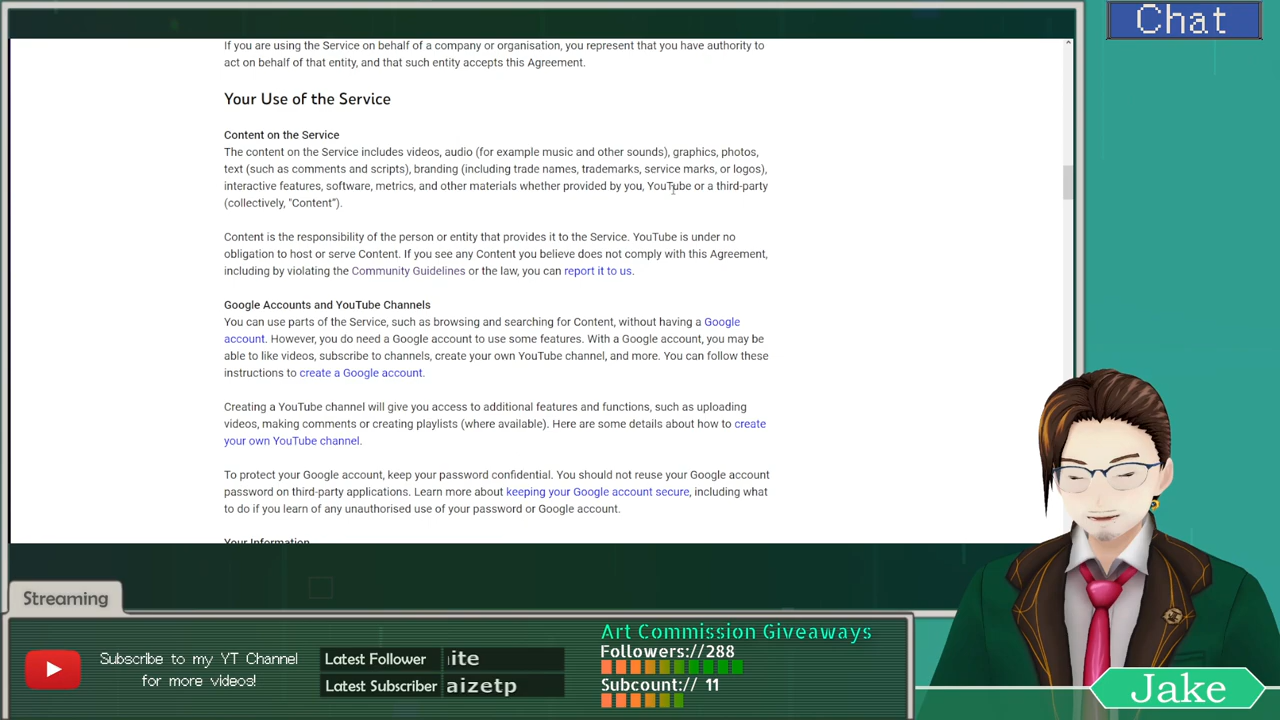 Chat
If you are using the Service on behalf of a company or organisation, you represent that you have authority to
act on behalf of that entity, and that such entity accepts this Agreement.
Your Use of the Service
Content on the Service
The content on the Service includes videos, audio (for example music and other sounds), graphics, photos,
text (such as comments and scripts), branding (including trade names, trademarks, service marks, or logos),
interactive features, software, metrics, and other materials whether provided by you, YouTube or a third-party
(collectively, "Content").
Content is the responsibility of the person or entity that provides it to the Service. YouTube is under no
obligation to host or serve Content. If you see any Content you believe does not comply with this Agreement,
including by violating the Community Guidelines or the law, you can report it to us.
Google Accounts and YouTube Channels
You can use parts of the Service, such as browsing and searching for Content, without having a Google
account. However, you do need a Google account to use some features. With a Google account, you may be
able to like videos, subscribe to channels, create your own YouTube channel, and more. You can follow these
instructions to create a Google account.
Creating a YouTube channel will give you access to additional features and functions, such as uploading
videos, making comments or creating playlists (where available). Here are some details about how to create
your own YouTube channel.
To protect your Google account, keep your password confidential. You should not reuse your Google account
password on third-party applications. Learn more about keeping your Google account secure, including what
to do if you learn of any unauthorised use of your password or Google account.
Your Information
Streaming
Subscribe to my YT Channel
for more videos!
Latest Follower
ite
Latest Subscriber
aizetp
Art Commission Giveaways
Followers://288
Subcount:// 11
Jake